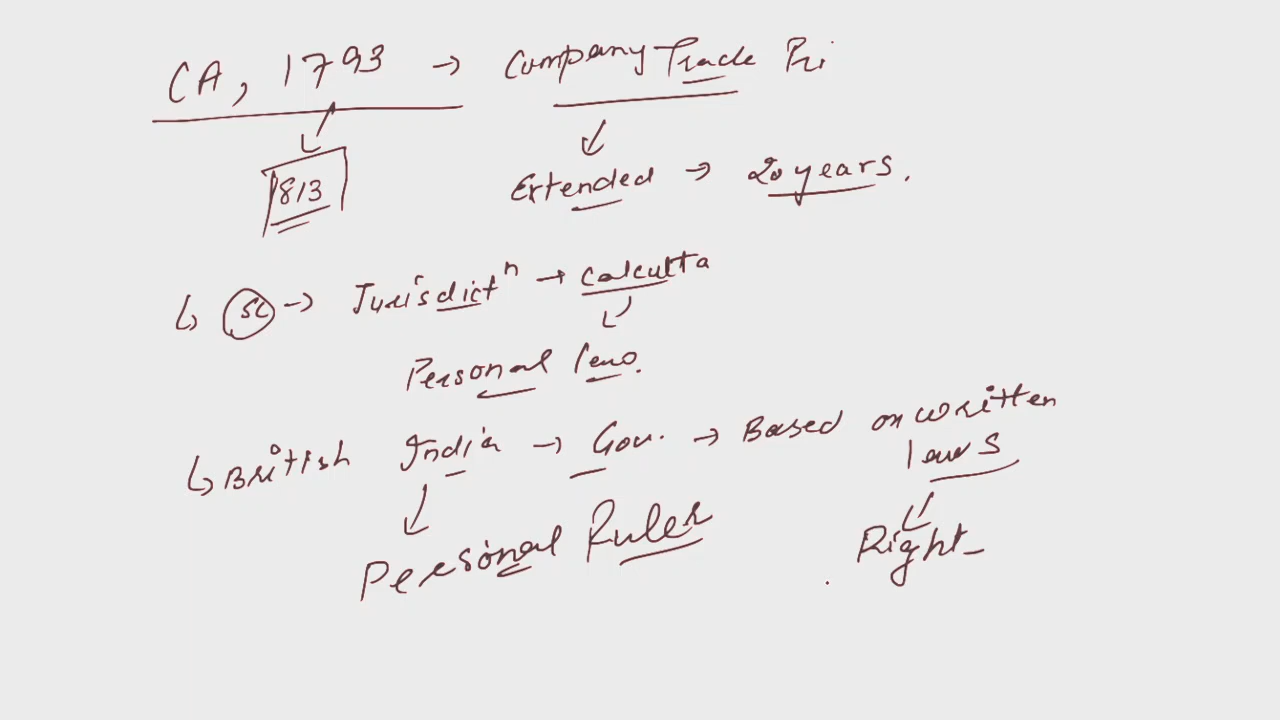 CA, 1793 → Company Trade Pri
1813
Extended → 20 years.
↳ SC → Jurisdictⁿ → Calcutta
Personal law.
↳ British India → Gov. → Based on written
laws
Personal Ruler
Right